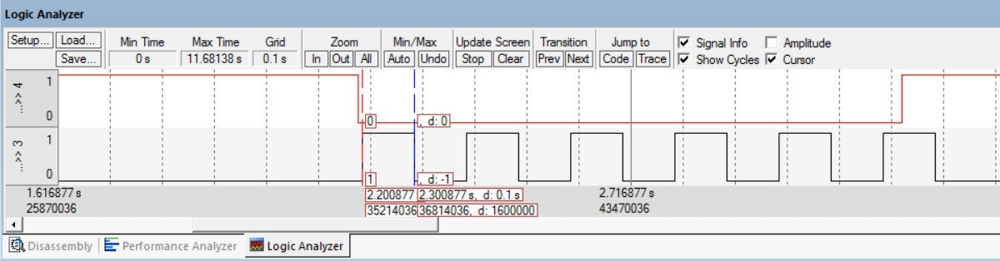 Logic Analyzer
Setup... Load... Min Time Max Time Grid Zoom Min/Max Update Screen Transition Jump to Signal Info Amplitude
Save... 0 s 11.68138 s 0.1 s In Out All Auto Undo Stop Clear Prev Next Code Trace Show Cycles Cursor
1
...>> 4
0
0 , d: 0
1
...>> 3
0
1 , d: -1
1.616877 s 2.200877 2.300877 s, d: 0.1 s 2.716877 s
25870036 35214036 36814036, d: 1600000 43470036
Disassembly Performance Analyzer Logic Analyzer